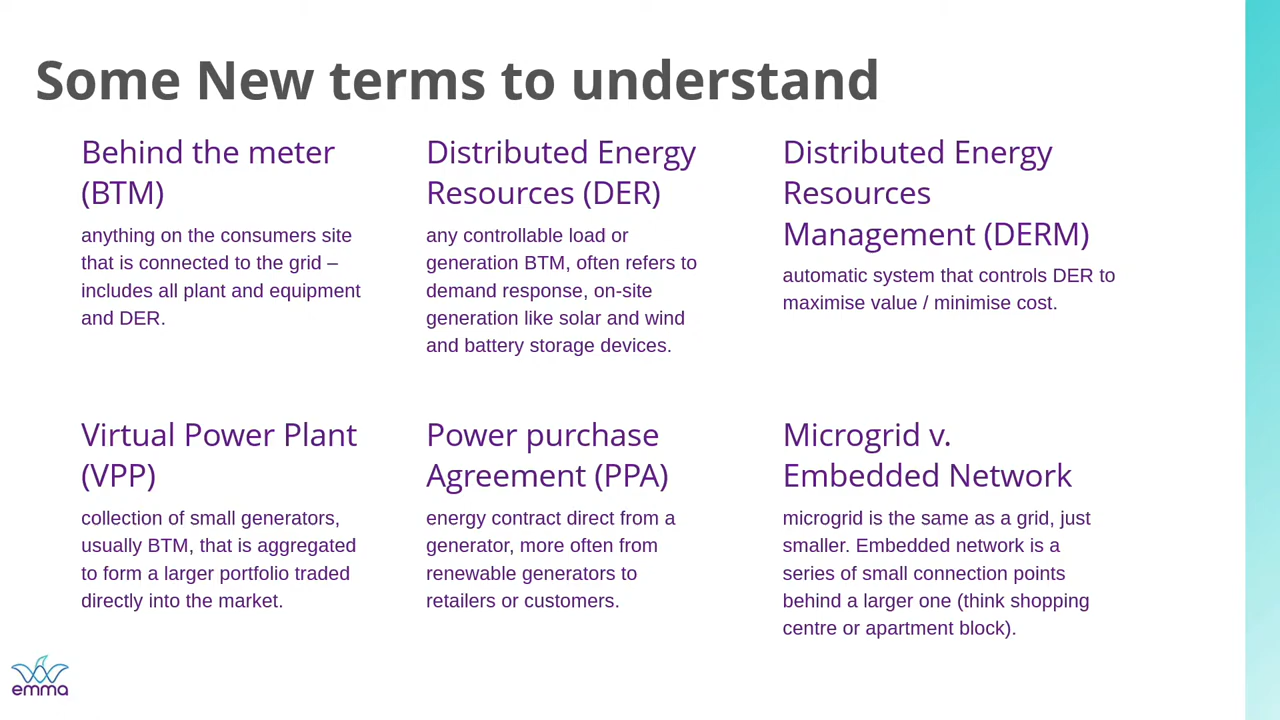 Some New terms to understand
Behind the meter
(BTM)
anything on the consumers site
that is connected to the grid –
includes all plant and equipment
and DER.
Distributed Energy
Resources (DER)
any controllable load or
generation BTM, often refers to
demand response, on-site
generation like solar and wind
and battery storage devices.
Distributed Energy
Resources
Management (DERM)
automatic system that controls DER to
maximise value / minimise cost.
Virtual Power Plant
(VPP)
collection of small generators,
usually BTM, that is aggregated
to form a larger portfolio traded
directly into the market.
Power purchase
Agreement (PPA)
energy contract direct from a
generator, more often from
renewable generators to
retailers or customers.
Microgrid v.
Embedded Network
microgrid is the same as a grid, just
smaller. Embedded network is a
series of small connection points
behind a larger one (think shopping
centre or apartment block).
emma